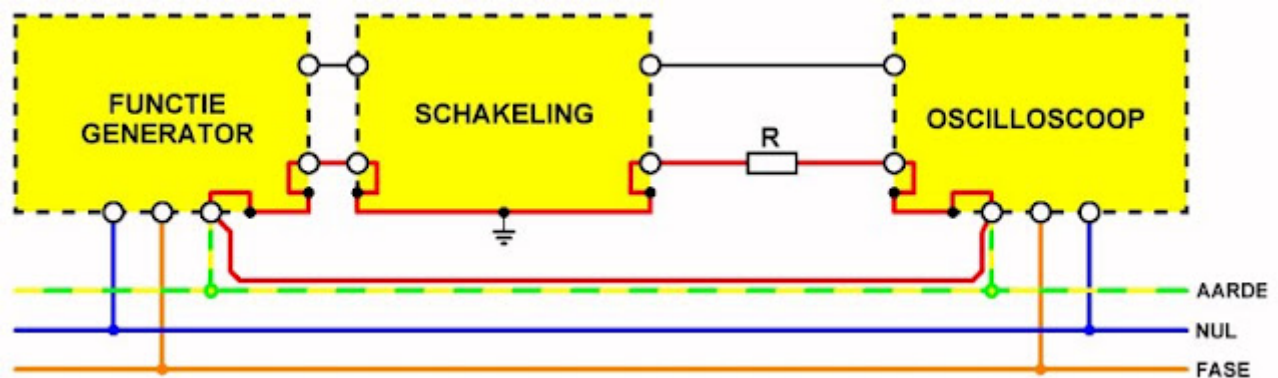 FUNCTIE
GENERATOR
SCHAKELING
R
OSCILLOSCOOP
AARDE
NUL
FASE